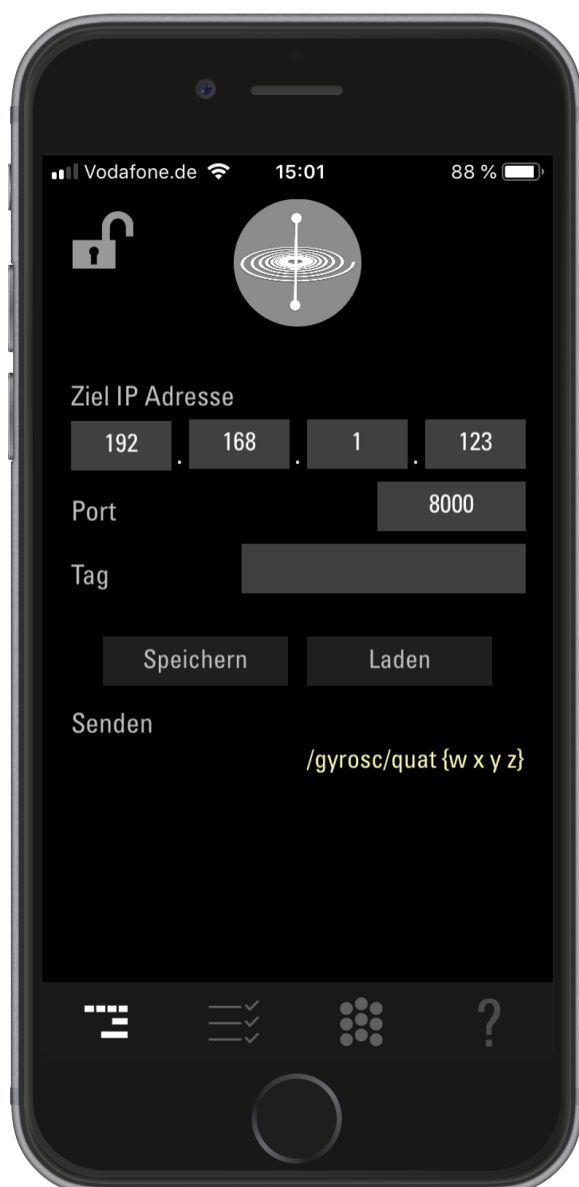 Vodafone.de 15:01 88 %
Ziel IP Adresse
192 . 168 . 1 . 123
Port 8000
Tag
Speichern Laden
Senden
/gyrosc/quat {w x y z}
?